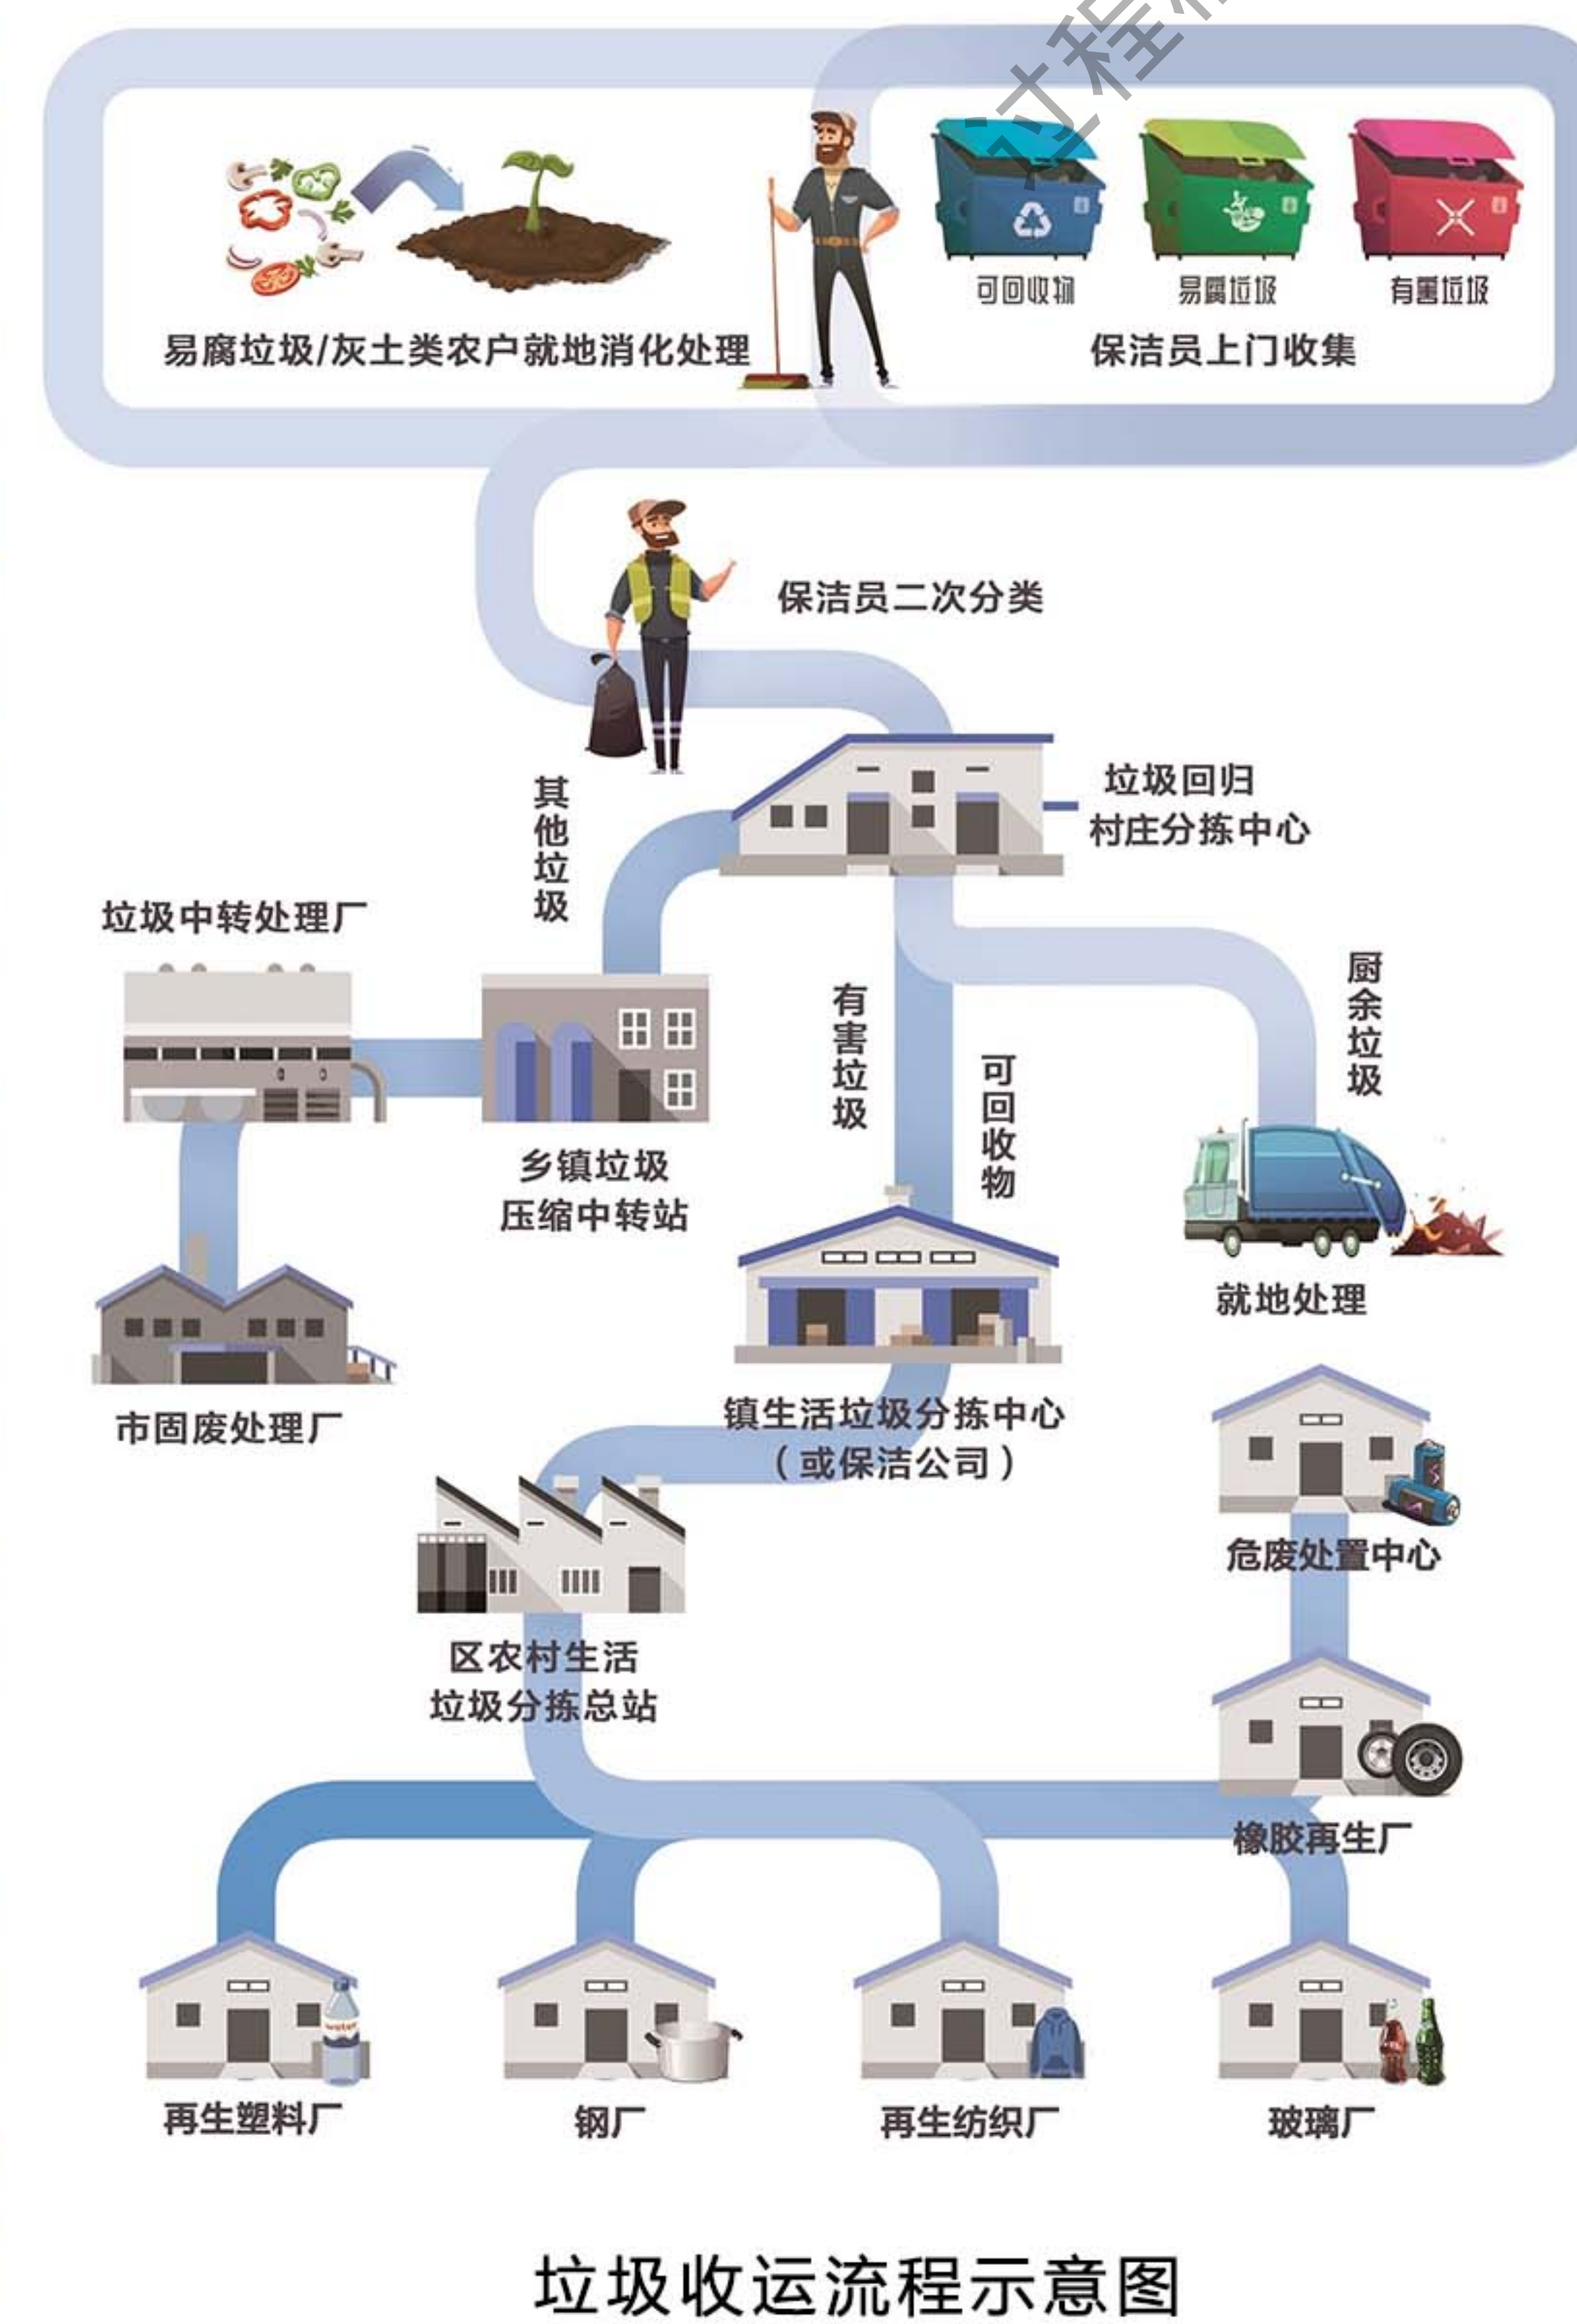 过程
可回收物
易腐垃圾
有害垃圾
易腐垃圾/灰土类农户就地消化处理
保洁员上门收集
保洁员二次分类
垃圾回归
村庄分拣中心
其他垃圾
垃圾中转处理厂
有害垃圾
可回收物
厨余垃圾
乡镇垃圾
压缩中转站
就地处理
市固废处理厂
镇生活垃圾分拣中心
（或保洁公司）
危废处置中心
区农村生活
垃圾分拣总站
橡胶再生厂
water
再生塑料厂
钢厂
再生纺织厂
玻璃厂
垃圾收运流程示意图